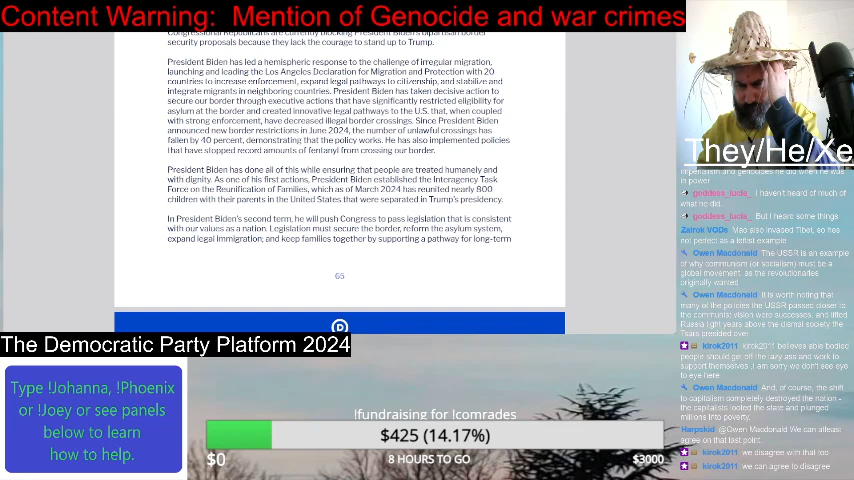 Content Warning: Mention of Genocide and war crimes
Congressional Republicans are currently blocking President Biden's bipartisan border
security proposals because they lack the courage to stand up to Trump.
President Biden has led a hemispheric response to the challenge of irregular migration,
launching and leading the Los Angeles Declaration for Migration and Protection with 20
countries to increase enforcement, expand legal pathways to citizenship, and stabilize and
integrate migrants in neighboring countries. President Biden has taken decisive action to
secure our border through executive actions that have significantly restricted eligibility for
asylum at the border and created innovative legal pathways to the U.S. that, when coupled
with strong enforcement, have decreased illegal border crossings. Since President Biden
announced new border restrictions in June 2024, the number of unlawful crossings has
fallen by 40 percent, demonstrating that the policy works. He has also implemented policies
that have stopped record amounts of fentanyl from crossing our border.
President Biden has done all of this while ensuring that people are treated humanely and
with dignity. As one of his first actions, President Biden established the Interagency Task
Force on the Reunification of Families, which as of March 2024 has reunited nearly 800
children with their parents in the United States that were separated in Trump's presidency.
In President Biden's second term, he will push Congress to pass legislation that is consistent
with our values as a nation. Legislation must secure the border, reform the asylum system,
expand legal immigration; and keep families together by supporting a pathway for long-term
65
The Democratic Party Platform 2024
Type !Johanna, !Phoenix
or !Joey or see panels
below to learn
how to help.
!fundraising for !comrades
$425 (14.17%)
$0
8 HOURS TO GO
$3000
They/He/Xe
imperialism and genocides he did when he was
in power
goddess_lucia_ I haven't heard of much of
what he did.
goddess_lucia_ But I heard some things
Zairok VGDs Mao also invaded Tibet, so hes
not perfect as a leftist example
Owen Macdonald The USSR is an example
of why communism (or socialism) must be a
global movement, as the revolutionaries
originally wanted
Owen Macdonald It is worth noting that
many of the policies the USSR passed closer to
the communist vision were successes, and lifted
Russia light years above the dismal society the
Tsars presided over
kirok2011 kirok2011 believes able bodied
people should get off the lazy ass and work to
support themselves ,I am sorry we don't see eye
to eye here
Owen Macdonald And, of course, the shift
to capitalism completely destroyed the nation -
the capitalists looted the state and plunged
millions into poverty.
Harpskid @Owen Macdonald We can atleast
agree on that last point.
kirok2011 we disagree with that too
kirok2011 we can agree to disagree